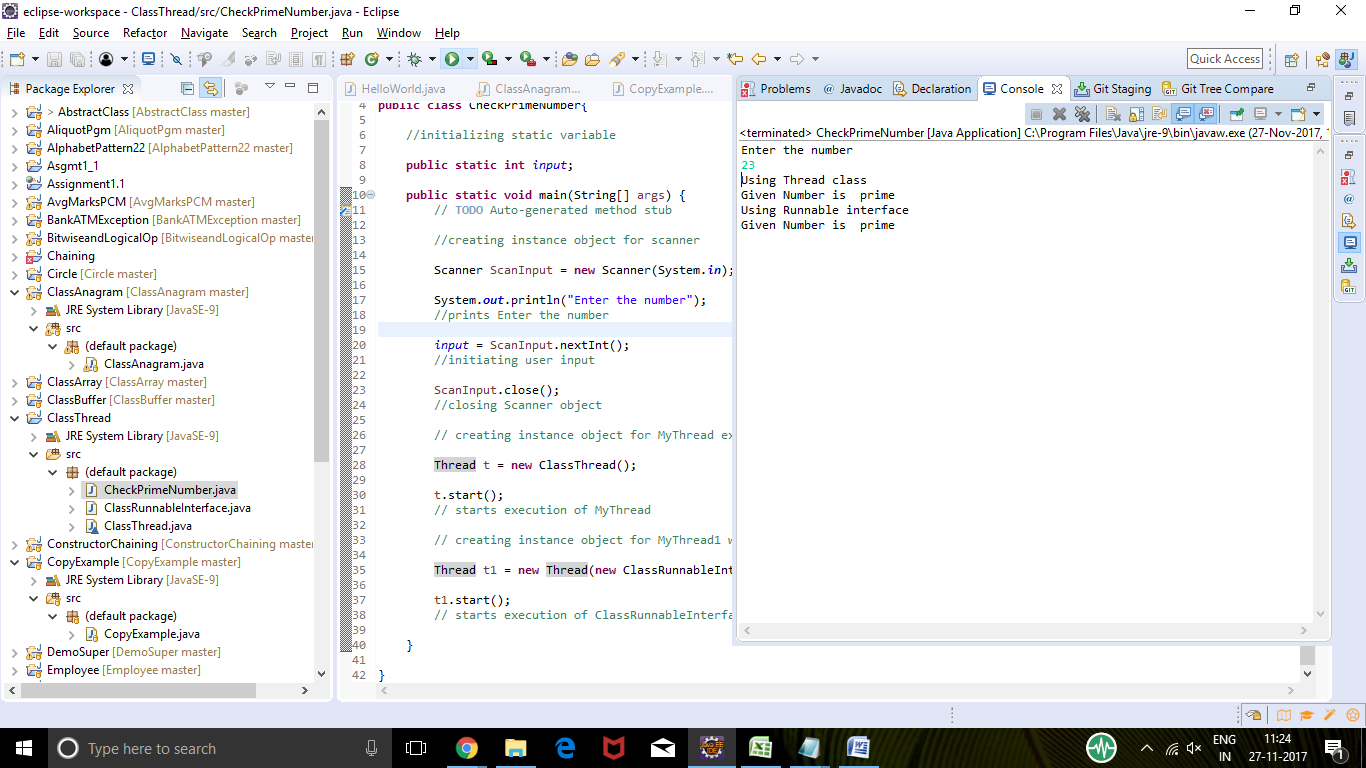 eclipse-workspace - ClassThread/src/CheckPrimeNumber.java - Eclipse
File Edit Source Refactor Navigate Search Project Run Window Help
Quick Access
Package Explorer
> AbstractClass [AbstractClass master]
AliquotPgm [AliquotPgm master]
AlphabetPattern22 [AlphabetPattern22 master]
Asgmt1_1
Assignment1.1
AvgMarksPCM [AvgMarksPCM master]
BankATMException [BankATMException master]
BitwiseandLogicalOp [BitwiseandLogicalOp master
Chaining
Circle [Circle master]
ClassAnagram [ClassAnagram master]
JRE System Library [JavaSE-9]
src
(default package)
ClassAnagram.java
ClassArray [ClassArray master]
ClassBuffer [ClassBuffer master]
ClassThread
JRE System Library [JavaSE-9]
src
(default package)
CheckPrimeNumber.java
ClassRunnableInterface.java
ClassThread.java
ConstructorChaining [ConstructorChaining master
CopyExample [CopyExample master]
JRE System Library [JavaSE-9]
src
(default package)
CopyExample.java
DemoSuper [DemoSuper master]
Employee [Employee master]
HelloWorld.java ClassAnagram... CopyExample....
4 public class CheckPrimeNumber{
5
6 //initializing static variable
7
8 public static int input;
9
10 public static void main(String[] args) {
11 // TODO Auto-generated method stub
12
13 //creating instance object for scanner
14
15 Scanner ScanInput = new Scanner(System.in);
16
17 System.out.println("Enter the number");
18 //prints Enter the number
19
20 input = ScanInput.nextInt();
21 //initiating user input
22
23 ScanInput.close();
24 //closing Scanner object
25
26 // creating instance object for MyThread ex
27
28 Thread t = new ClassThread();
29
30 t.start();
31 // starts execution of MyThread
32
33 // creating instance object for MyThread1 w
34
35 Thread t1 = new Thread(new ClassRunnableInt
36
37 t1.start();
38 // starts execution of ClassRunnableInterfa
39
40 }
41
42 }
Problems @ Javadoc Declaration Console Git Staging Git Tree Compare
<terminated> CheckPrimeNumber [Java Application] C:\Program Files\Java\jre-9\bin\javaw.exe (27-Nov-2017,
Enter the number
23
Using Thread class
Given Number is  prime
Using Runnable interface
Given Number is  prime
Type here to search
ENG
IN
11:24
27-11-2017
1